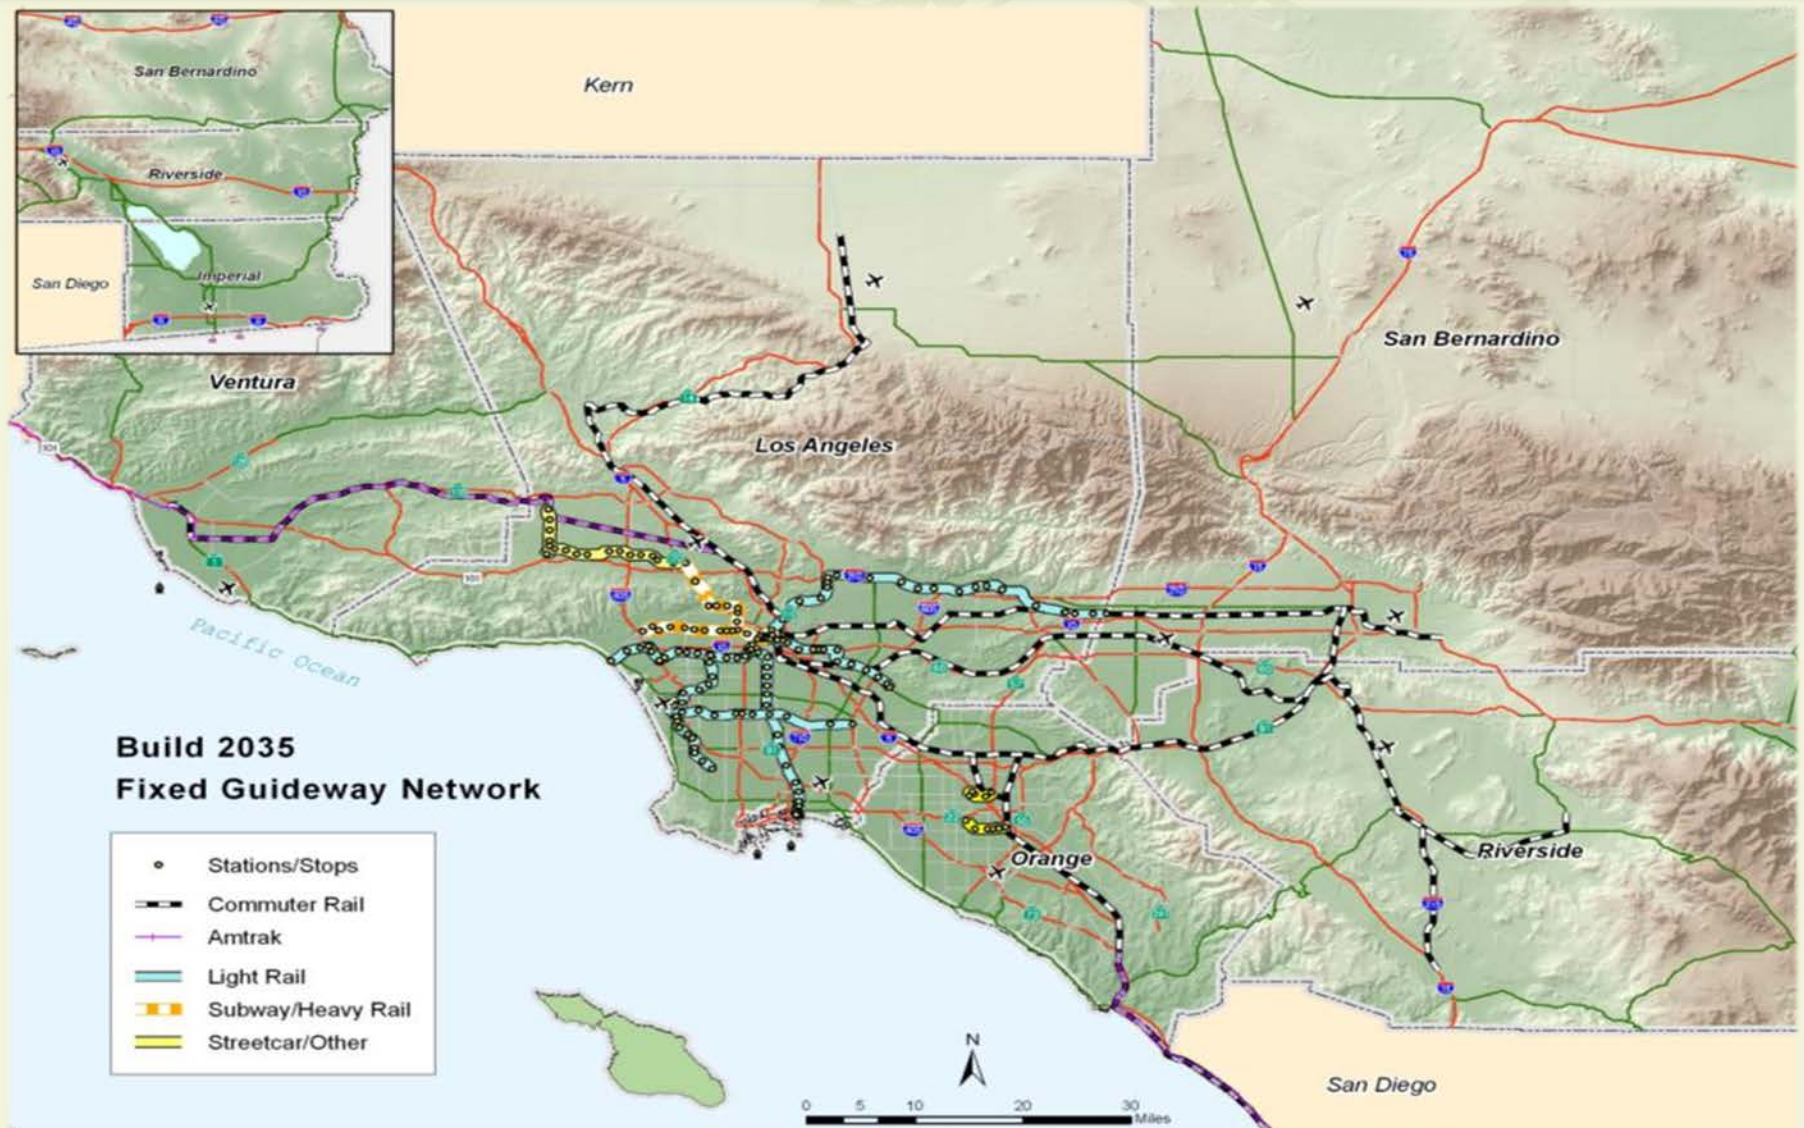 San Bernardino
Riverside
San Diego
Imperial
Kern
San Bernardino
Ventura
Los Angeles
101
101
Pacific Ocean
Orange
Riverside
San Diego
Build 2035
Fixed Guideway Network
Stations/Stops
Commuter Rail
Amtrak
Light Rail
Subway/Heavy Rail
Streetcar/Other
N
0 5 10 20 30
Miles